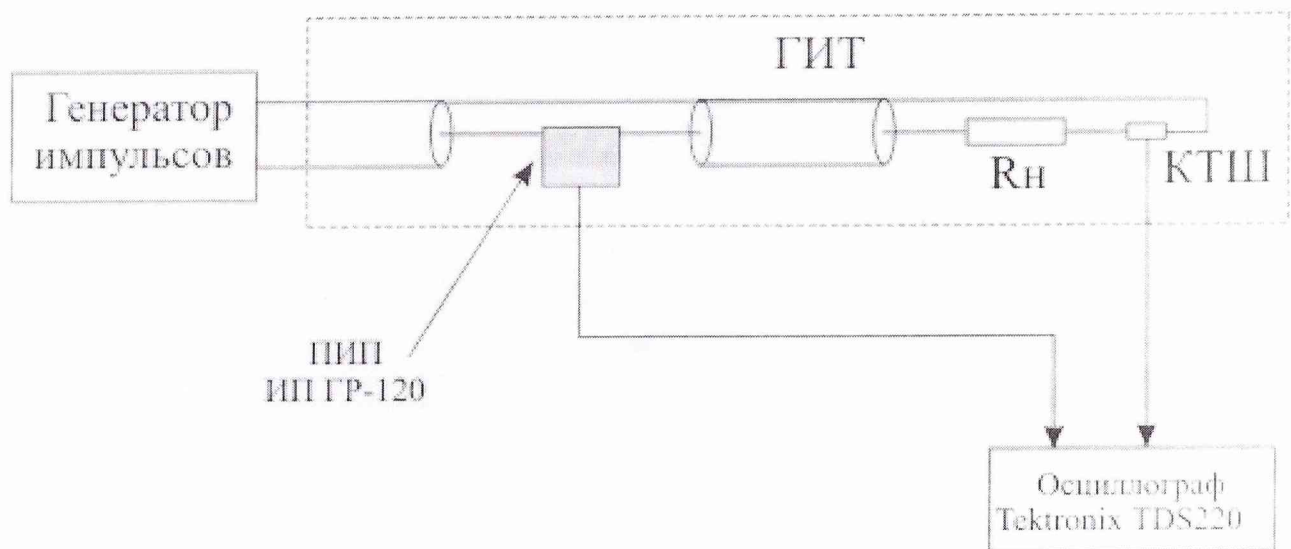 ГИТ
Генератор
импульсов
Rн
КТШ
ПИП
ИП ГР-120
Осциллограф
Tektronix TDS220